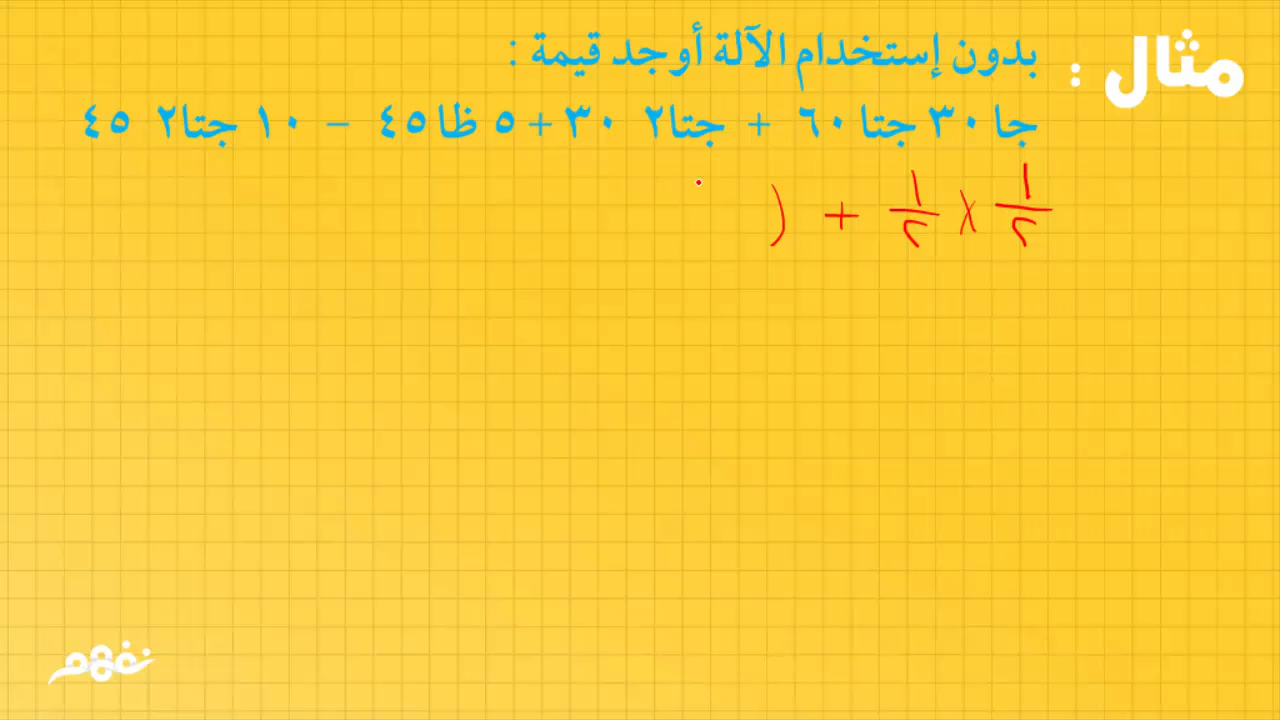 مثال :
بدون إستخدام الآلة أوجد قيمة :
جا ٣٠ جتا ٦٠ + جتا٢ ٣٠ + ٥ ظا ٤٥ – ١٠ جتا٢ ٤٥
١/٢ × ١/٢ + (
نفهم